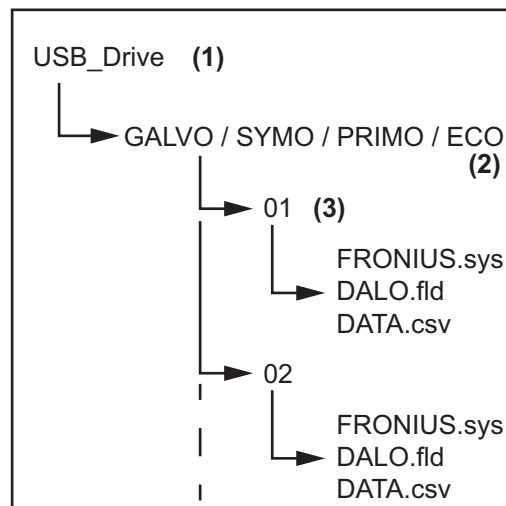 USB_Drive (1)
GALVO / SYMO / PRIMO / ECO
(2)
01 (3)
FRONIUS.sys
DALO.fld
DATA.csv
02
FRONIUS.sys
DALO.fld
DATA.csv